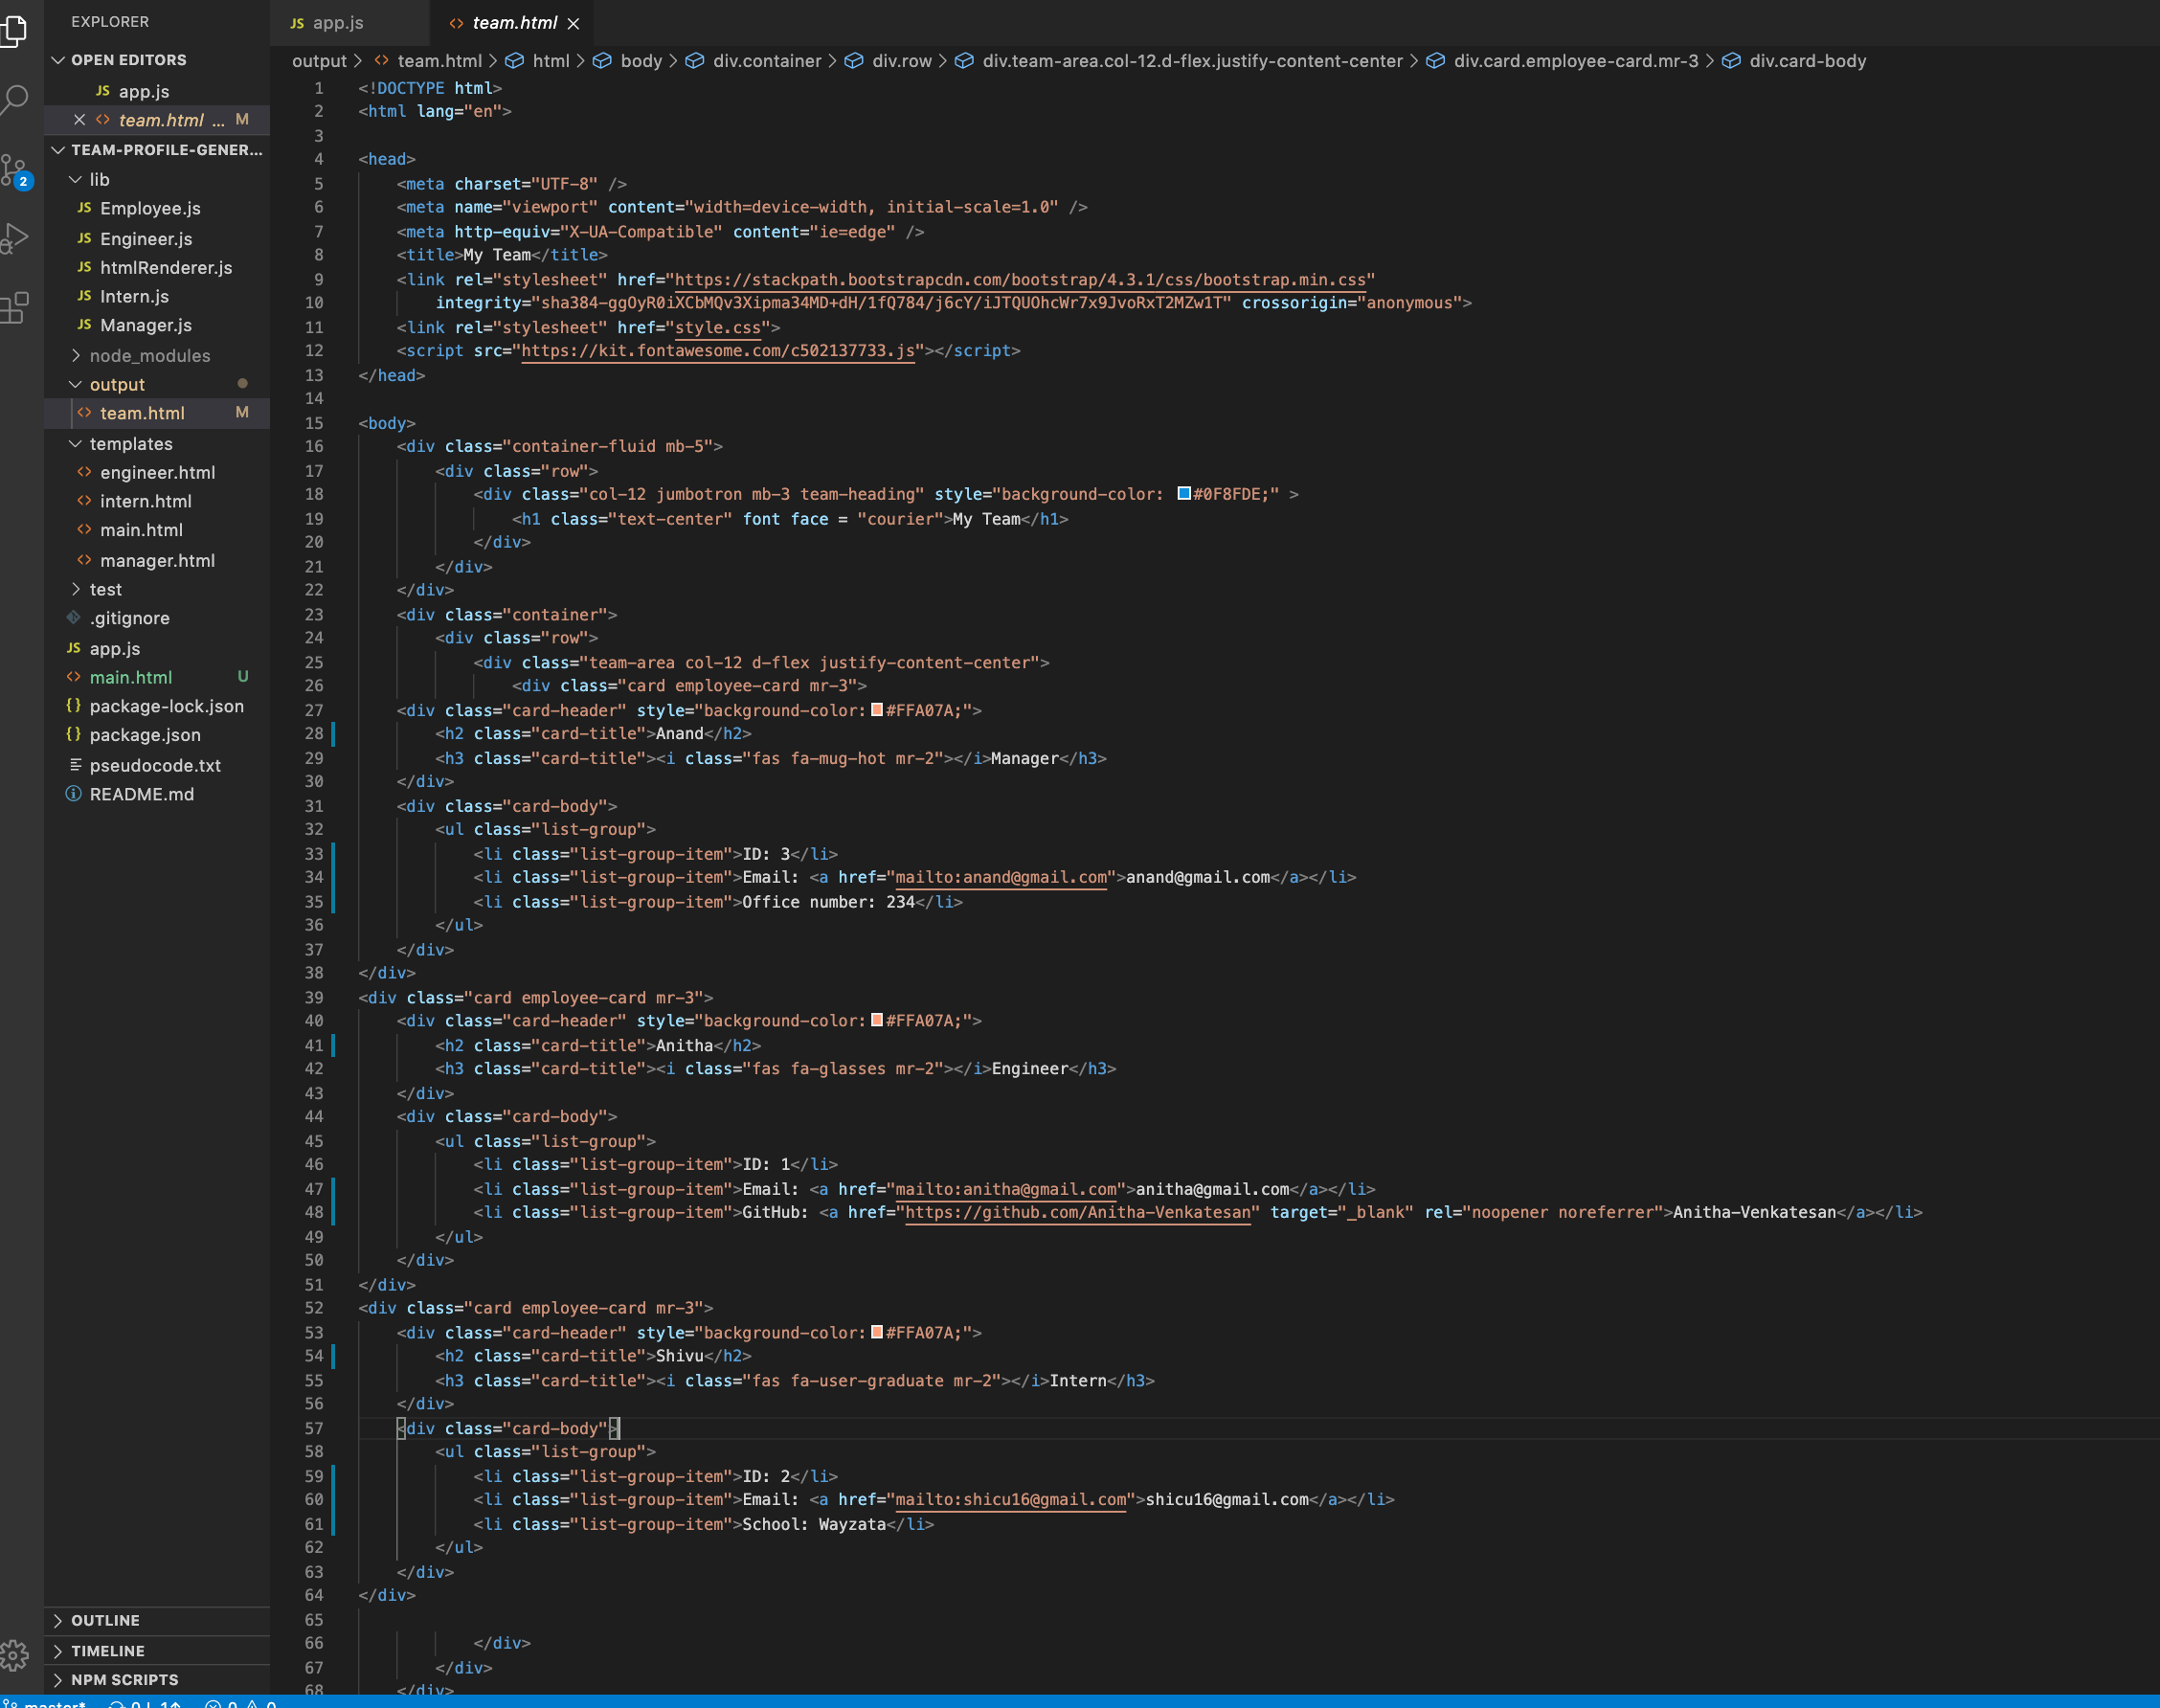 EXPLORER
OPEN EDITORS
JS app.js
team.html ... M
TEAM-PROFILE-GENER...
lib
JS Employee.js
JS Engineer.js
JS htmlRenderer.js
JS Intern.js
JS Manager.js
node_modules
output
<> team.html M
templates
<> engineer.html
<> intern.html
<> main.html
<> manager.html
test
.gitignore
JS app.js
<> main.html U
{} package-lock.json
{} package.json
pseudocode.txt
README.md
OUTLINE
TIMELINE
NPM SCRIPTS
2
JS app.js
<> team.html
output > <> team.html > html > body > div.container > div.row > div.team-area.col-12.d-flex.justify-content-center > div.card.employee-card.mr-3 > div.card-body
1 <!DOCTYPE html>
2 <html lang="en">
3
4 <head>
5 <meta charset="UTF-8" />
6 <meta name="viewport" content="width=device-width, initial-scale=1.0" />
7 <meta http-equiv="X-UA-Compatible" content="ie=edge" />
8 <title>My Team</title>
9 <link rel="stylesheet" href="https://stackpath.bootstrapcdn.com/bootstrap/4.3.1/css/bootstrap.min.css"
10 integrity="sha384-ggOyR0iXCbMQv3Xipma34MD+dH/1fQ784/j6cY/iJTQUOhcWr7x9JvoRxT2MZw1T" crossorigin="anonymous">
11 <link rel="stylesheet" href="style.css">
12 <script src="https://kit.fontawesome.com/c502137733.js"></script>
13 </head>
14
15 <body>
16 <div class="container-fluid mb-5">
17 <div class="row">
18 <div class="col-12 jumbotron mb-3 team-heading" style="background-color: #0F8FDE;" >
19 <h1 class="text-center" font face = "courier">My Team</h1>
20 </div>
21 </div>
22 </div>
23 <div class="container">
24 <div class="row">
25 <div class="team-area col-12 d-flex justify-content-center">
26 <div class="card employee-card mr-3">
27 <div class="card-header" style="background-color:#FFA07A;">
28 <h2 class="card-title">Anand</h2>
29 <h3 class="card-title"><i class="fas fa-mug-hot mr-2"></i>Manager</h3>
30 </div>
31 <div class="card-body">
32 <ul class="list-group">
33 <li class="list-group-item">ID: 3</li>
34 <li class="list-group-item">Email: <a href="mailto:anand@gmail.com">anand@gmail.com</a></li>
35 <li class="list-group-item">Office number: 234</li>
36 </ul>
37 </div>
38 </div>
39 <div class="card employee-card mr-3">
40 <div class="card-header" style="background-color:#FFA07A;">
41 <h2 class="card-title">Anitha</h2>
42 <h3 class="card-title"><i class="fas fa-glasses mr-2"></i>Engineer</h3>
43 </div>
44 <div class="card-body">
45 <ul class="list-group">
46 <li class="list-group-item">ID: 1</li>
47 <li class="list-group-item">Email: <a href="mailto:anitha@gmail.com">anitha@gmail.com</a></li>
48 <li class="list-group-item">GitHub: <a href="https://github.com/Anitha-Venkatesan" target="_blank" rel="noopener noreferrer">Anitha-Venkatesan</a></li>
49 </ul>
50 </div>
51 </div>
52 <div class="card employee-card mr-3">
53 <div class="card-header" style="background-color:#FFA07A;">
54 <h2 class="card-title">Shivu</h2>
55 <h3 class="card-title"><i class="fas fa-user-graduate mr-2"></i>Intern</h3>
56 </div>
57 <div class="card-body">
58 <ul class="list-group">
59 <li class="list-group-item">ID: 2</li>
60 <li class="list-group-item">Email: <a href="mailto:shicu16@gmail.com">shicu16@gmail.com</a></li>
61 <li class="list-group-item">School: Wayzata</li>
62 </ul>
63 </div>
64 </div>
65
66 </div>
67 </div>
68 </div>
master* 0↓ 1↑ 0 0